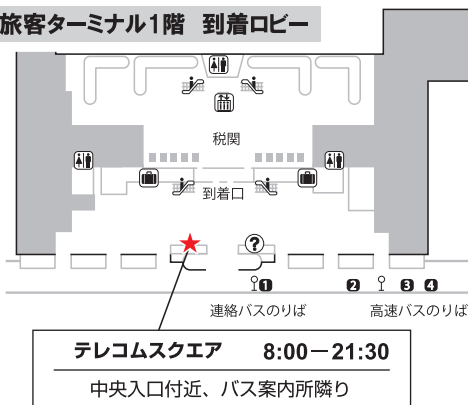 旅客ターミナル1階 到着ロビー
税関
到着口
?
1 2 3 4
連絡バスのりば 高速バスのりば
テレコムスクエア 8:00－21:30
中央入口付近、バス案内所隣り